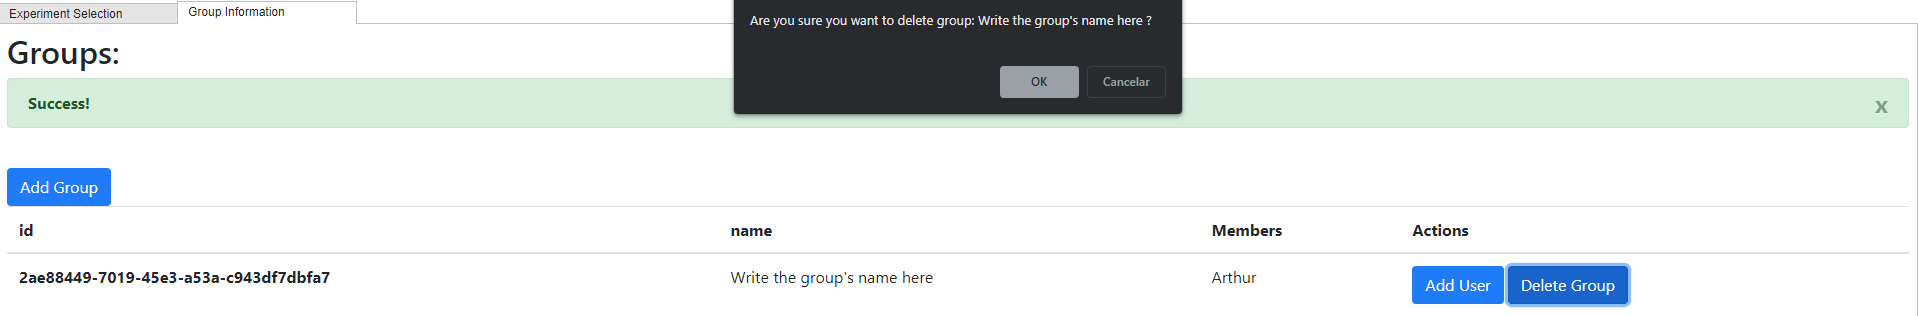 Experiment Selection
Group Information
Are you sure you want to delete group: Write the group's name here ?
OK
Cancelar
Groups:
Success!
x
Add Group
id name Members Actions
2ae88449-7019-45e3-a53a-c943df7dbfa7 Write the group's name here Arthur Add User Delete Group